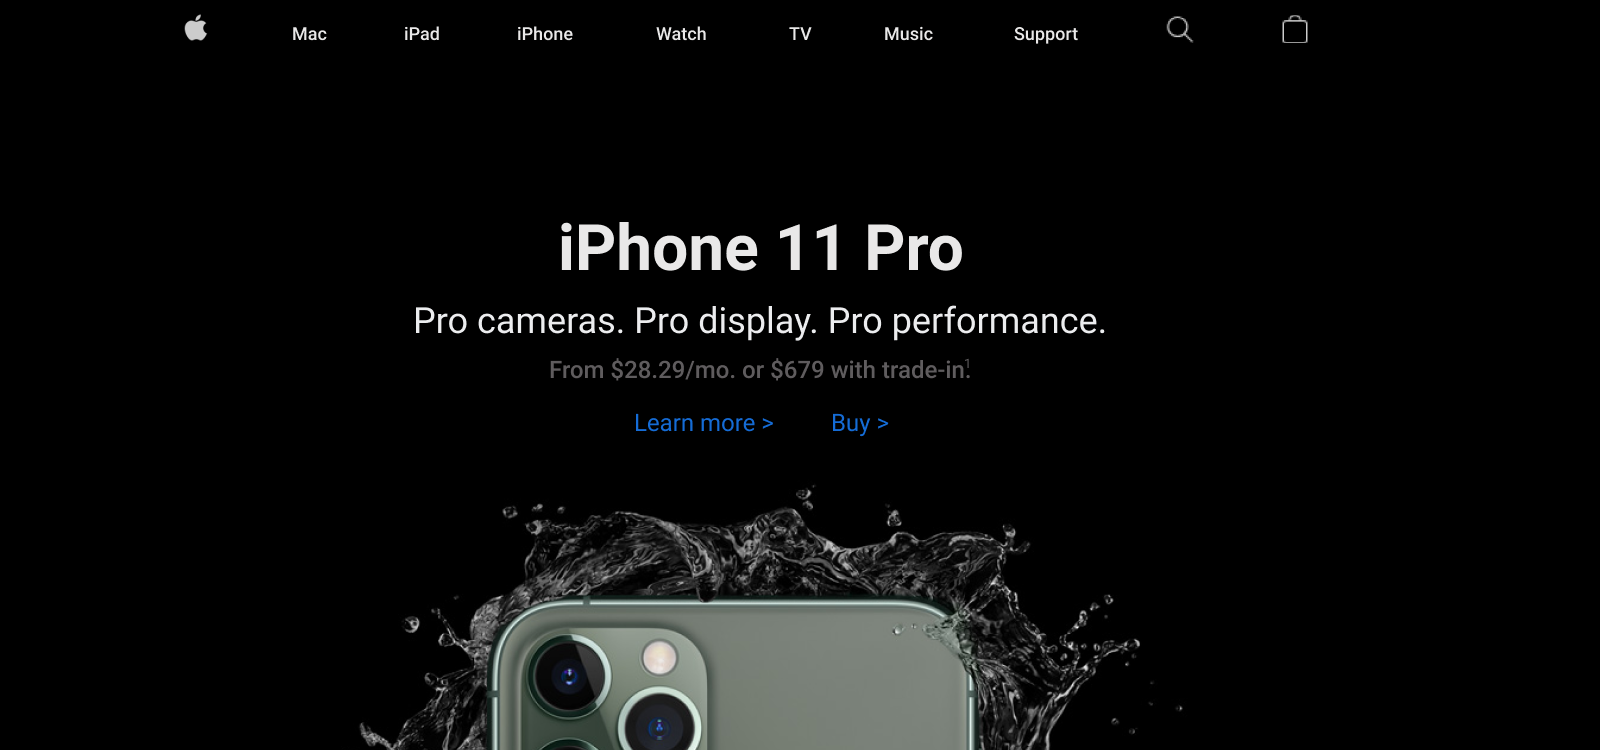 Mac iPad iPhone Watch TV Music Support
iPhone 11 Pro
Pro cameras. Pro display. Pro performance.
From $28.29/mo. or $679 with trade-in.¹
Learn more > Buy >